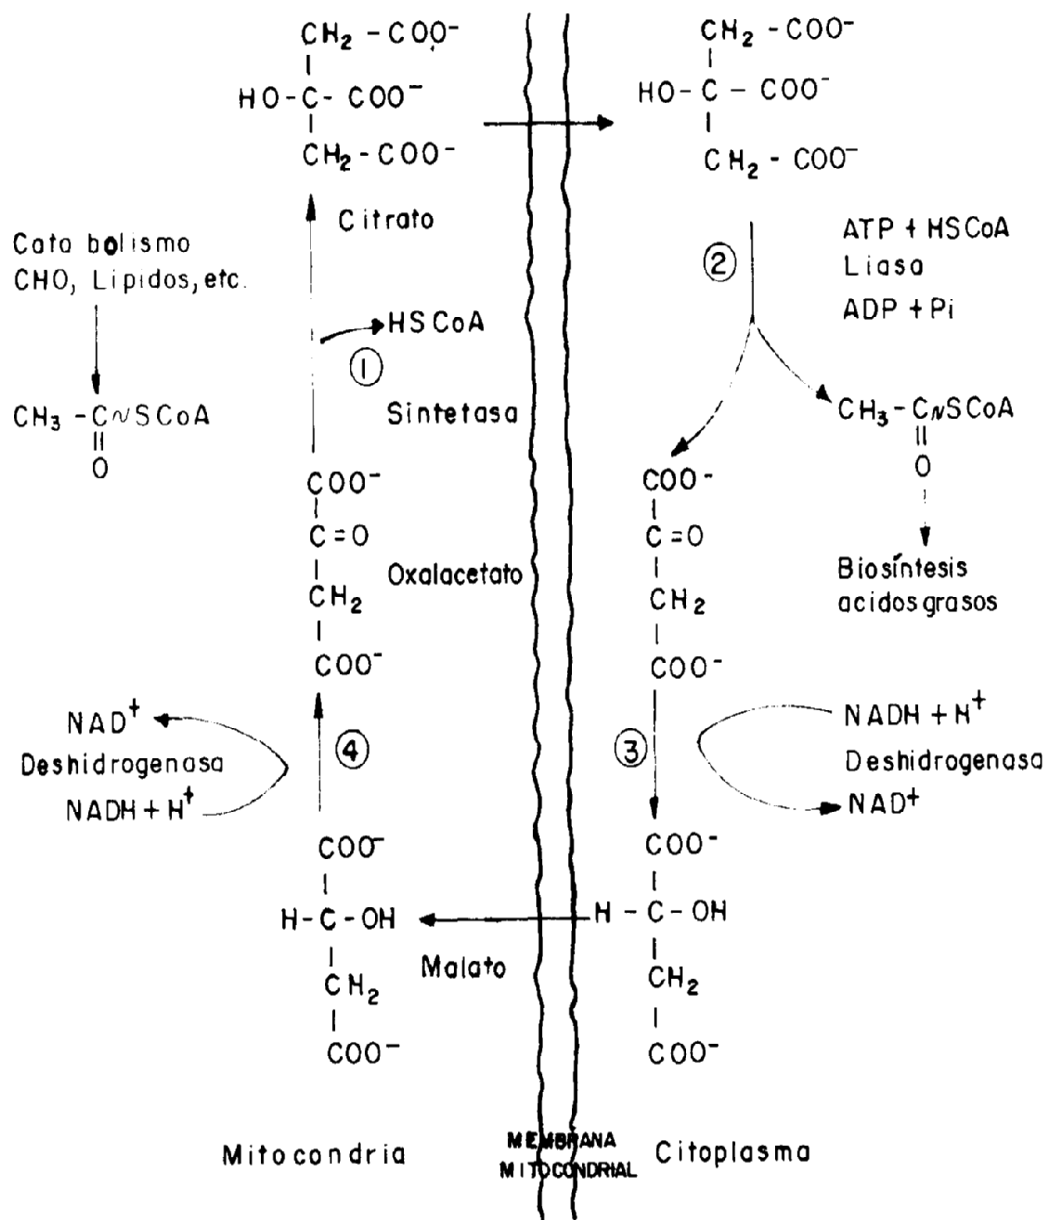 CH₂ - COO⁻
HO - C - COO⁻
CH₂ - COO⁻
Citrato
Cata bolismo
CHO, Lípidos, etc.
CH₃ - C ~ SCoA
O
HSCoA
①
Sintetasa
COO⁻
C = O
CH₂
COO⁻
Oxalacetato
NAD⁺
Deshidrogenasa
NADH + H⁺
④
COO⁻
H - C - OH
CH₂
COO⁻
Malato
Mitocondria
MEMBRANA
MITOCONDRIAL
CH₂ - COO⁻
HO - C - COO⁻
CH₂ - COO⁻
②
ATP + HSCoA
Liasa
ADP + Pi
CH₃ - C ~ SCoA
O
Biosíntesis
acidos grasos
COO⁻
C = O
CH₂
COO⁻
③
NADH + H⁺
Deshidrogenasa
NAD⁺
COO⁻
H - C - OH
CH₂
COO⁻
Citoplasma